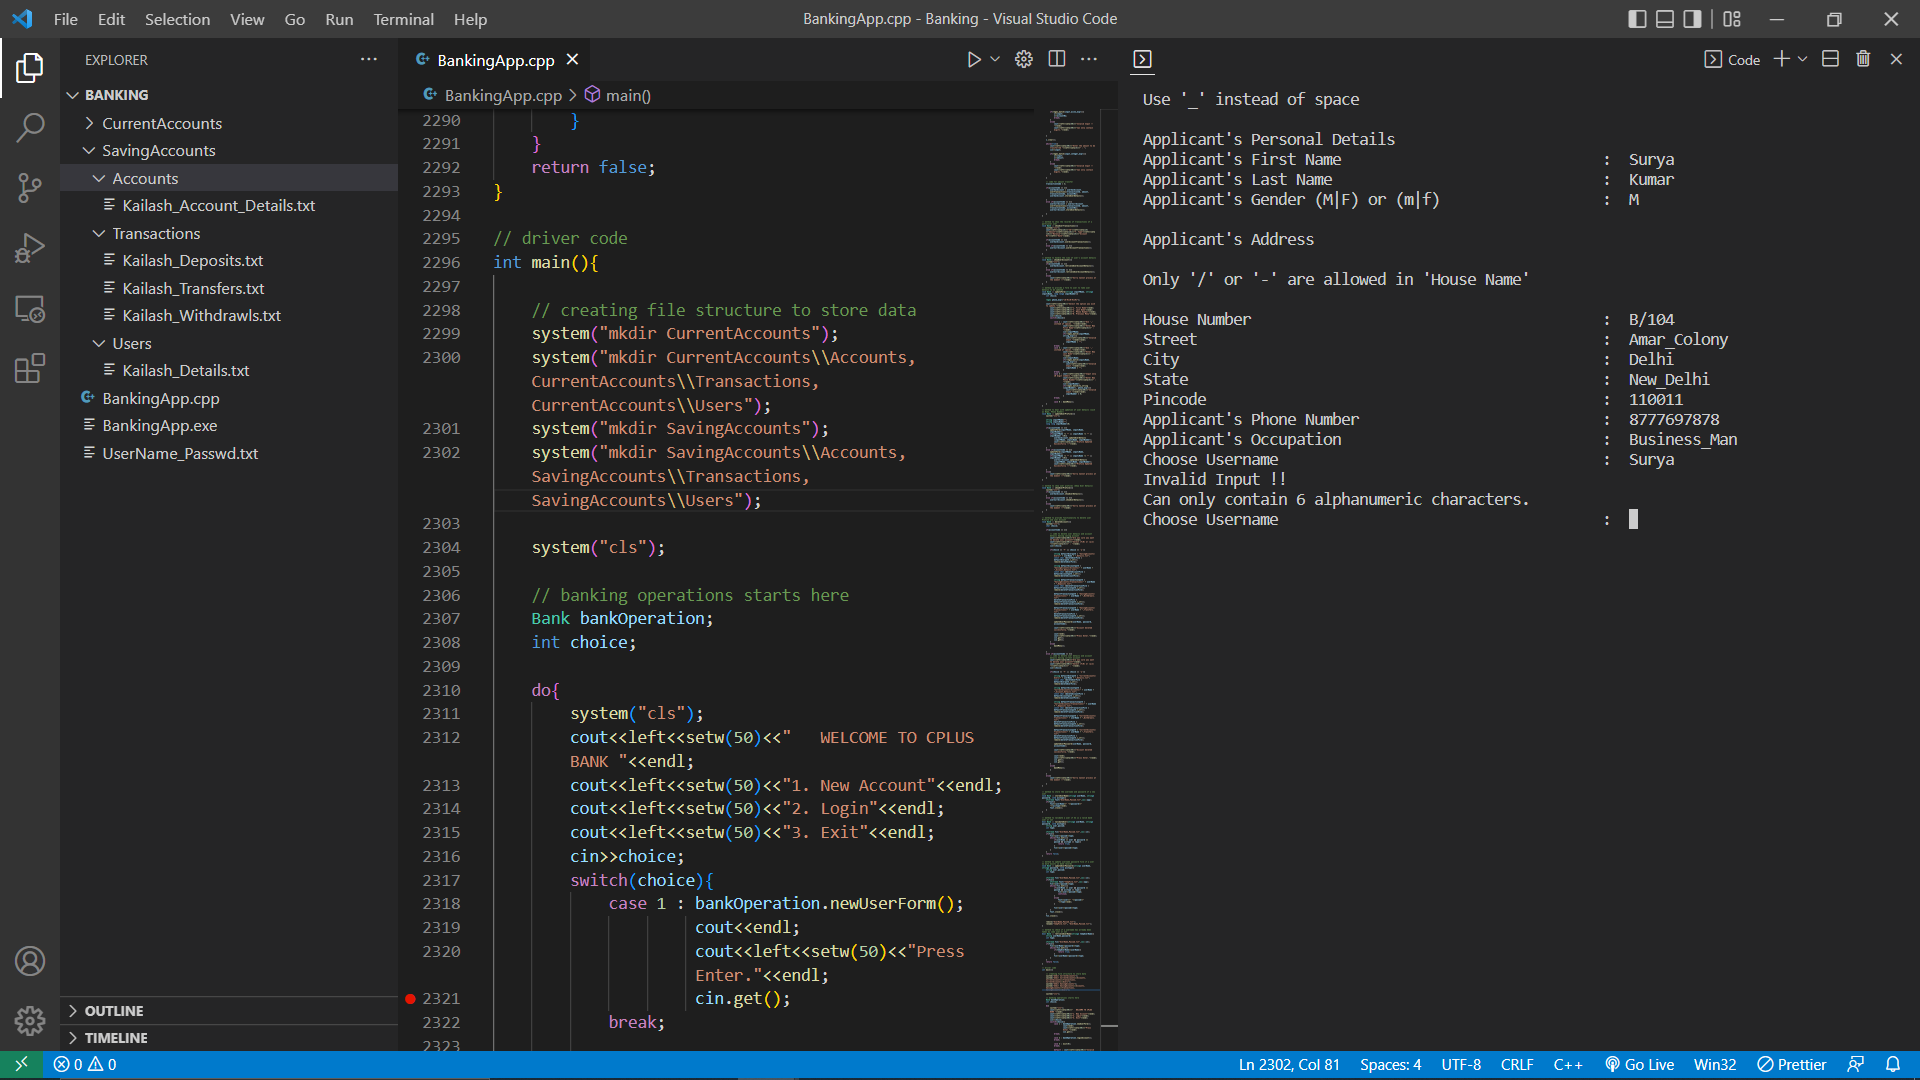 File Edit Selection View Go Run Terminal Help
BankingApp.cpp - Banking - Visual Studio Code
EXPLORER
BANKING
CurrentAccounts
SavingAccounts
Accounts
Kailash_Account_Details.txt
Transactions
Kailash_Deposits.txt
Kailash_Transfers.txt
Kailash_Withdrawls.txt
Users
Kailash_Details.txt
BankingApp.cpp
BankingApp.exe
UserName_Passwd.txt
OUTLINE
TIMELINE
BankingApp.cpp
BankingApp.cpp > main()
2290 }
2291 }
2292 return false;
2293 }
2294
2295 // driver code
2296 int main(){
2297
2298 // creating file structure to store data
2299 system("mkdir CurrentAccounts");
2300 system("mkdir CurrentAccounts\\Accounts,
CurrentAccounts\\Transactions,
CurrentAccounts\\Users");
2301 system("mkdir SavingAccounts");
2302 system("mkdir SavingAccounts\\Accounts,
SavingAccounts\\Transactions,
SavingAccounts\\Users");
2303
2304 system("cls");
2305
2306 // banking operations starts here
2307 Bank bankOperation;
2308 int choice;
2309
2310 do{
2311 system("cls");
2312 cout<<left<<setw(50)<<"   WELCOME TO CPLUS
BANK "<<endl;
2313 cout<<left<<setw(50)<<"1. New Account"<<endl;
2314 cout<<left<<setw(50)<<"2. Login"<<endl;
2315 cout<<left<<setw(50)<<"3. Exit"<<endl;
2316 cin>>choice;
2317 switch(choice){
2318 case 1 : bankOperation.newUserForm();
2319 cout<<endl;
2320 cout<<left<<setw(50)<<"Press
Enter."<<endl;
2321 cin.get();
2322 break;
2323
Code
Use '_' instead of space
Applicant's Personal Details
Applicant's First Name : Surya
Applicant's Last Name : Kumar
Applicant's Gender (M|F) or (m|f) : M
Applicant's Address
Only '/' or '-' are allowed in 'House Name'
House Number : B/104
Street : Amar_Colony
City : Delhi
State : New_Delhi
Pincode : 110011
Applicant's Phone Number : 8777697878
Applicant's Occupation : Business_Man
Choose Username : Surya
Invalid Input !!
Can only contain 6 alphanumeric characters.
Choose Username :
0 0
Ln 2302, Col 81 Spaces: 4 UTF-8 CRLF C++ Go Live Win32 Prettier